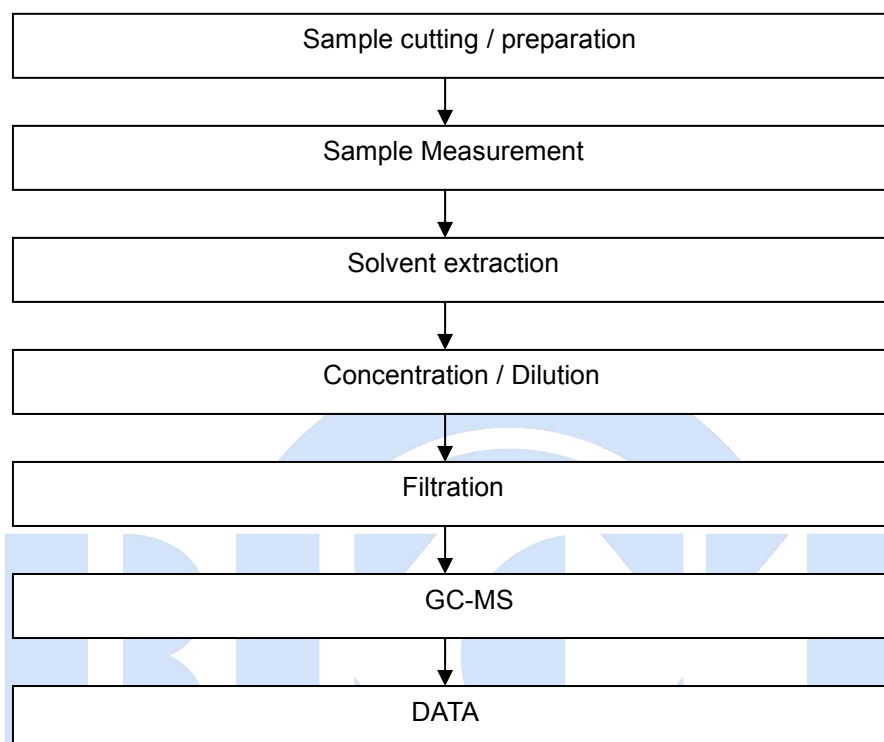 Sample cutting / preparation
Sample Measurement
Solvent extraction
Concentration / Dilution
Filtration
GC-MS
DATA